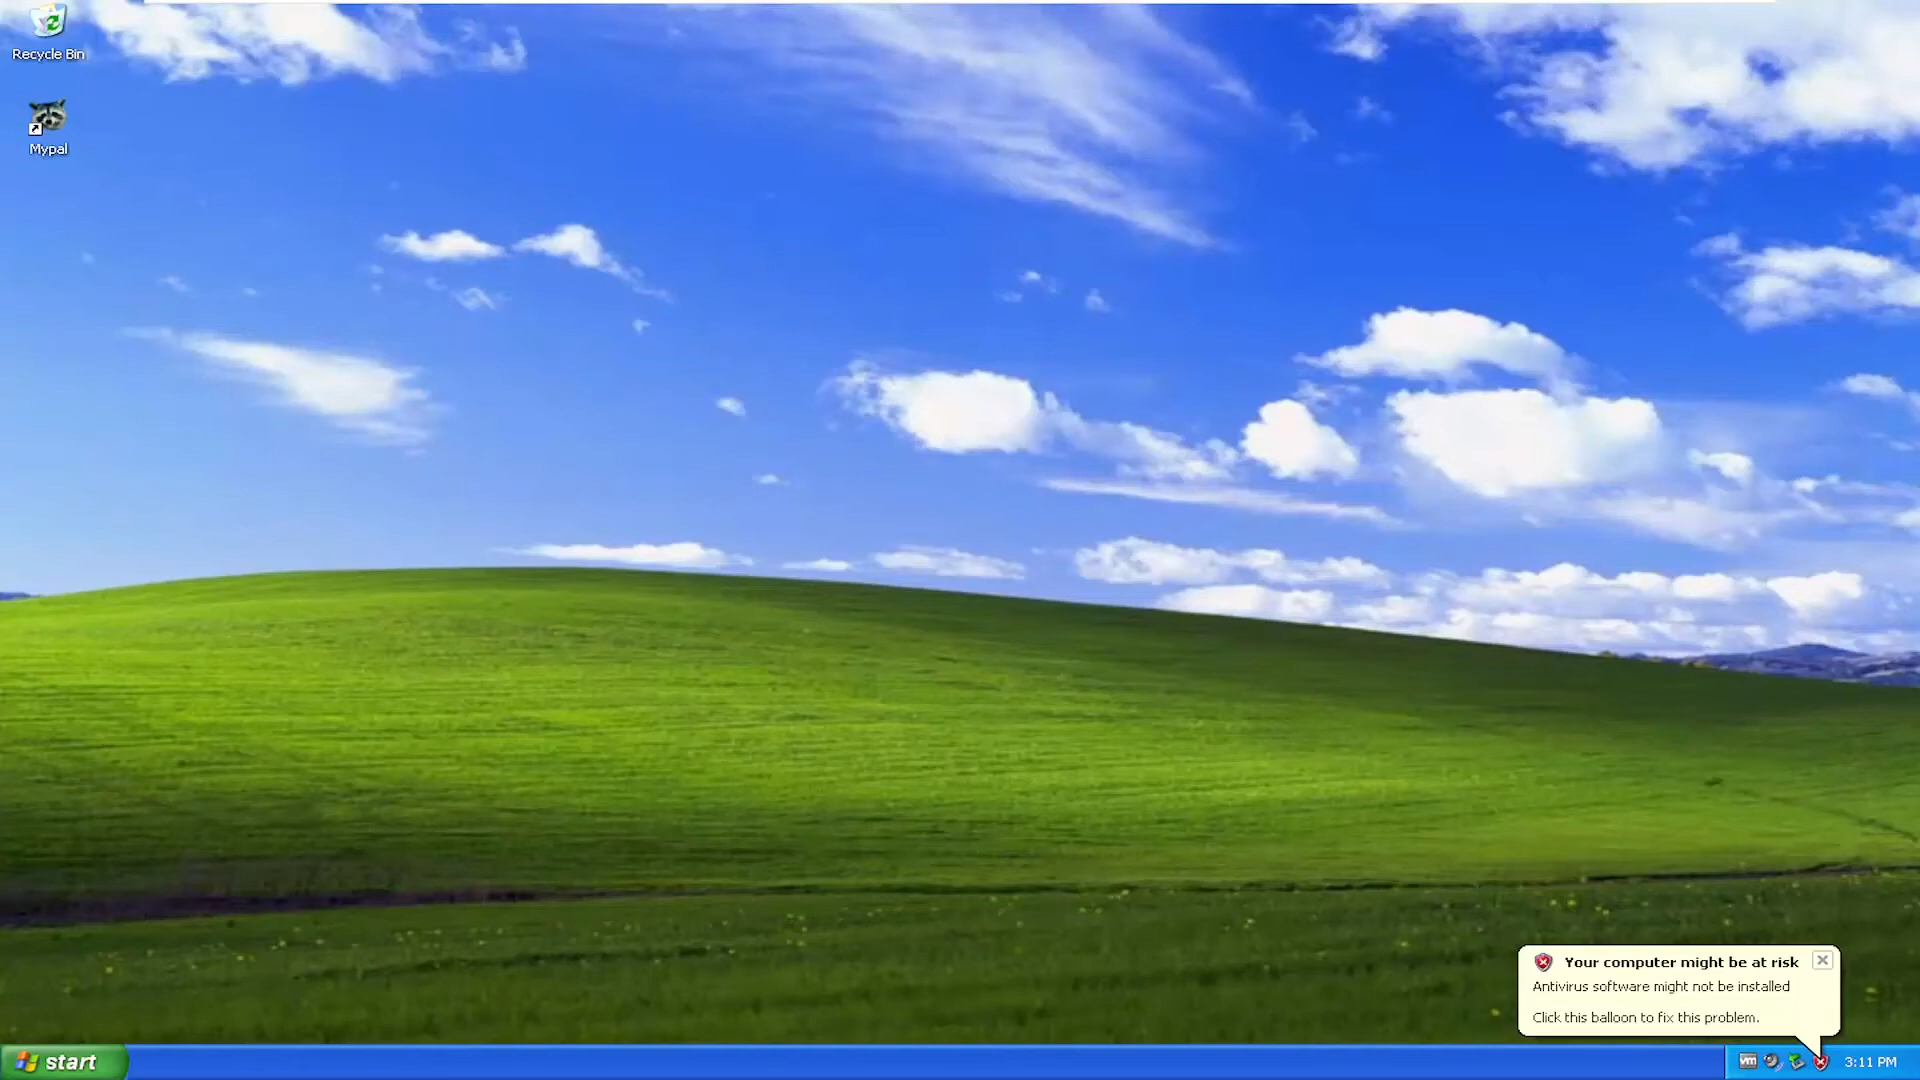 Recycle Bin
Mypal
Your computer might be at risk
Antivirus software might not be installed
Click this balloon to fix this problem.
start
vm
3:11 PM